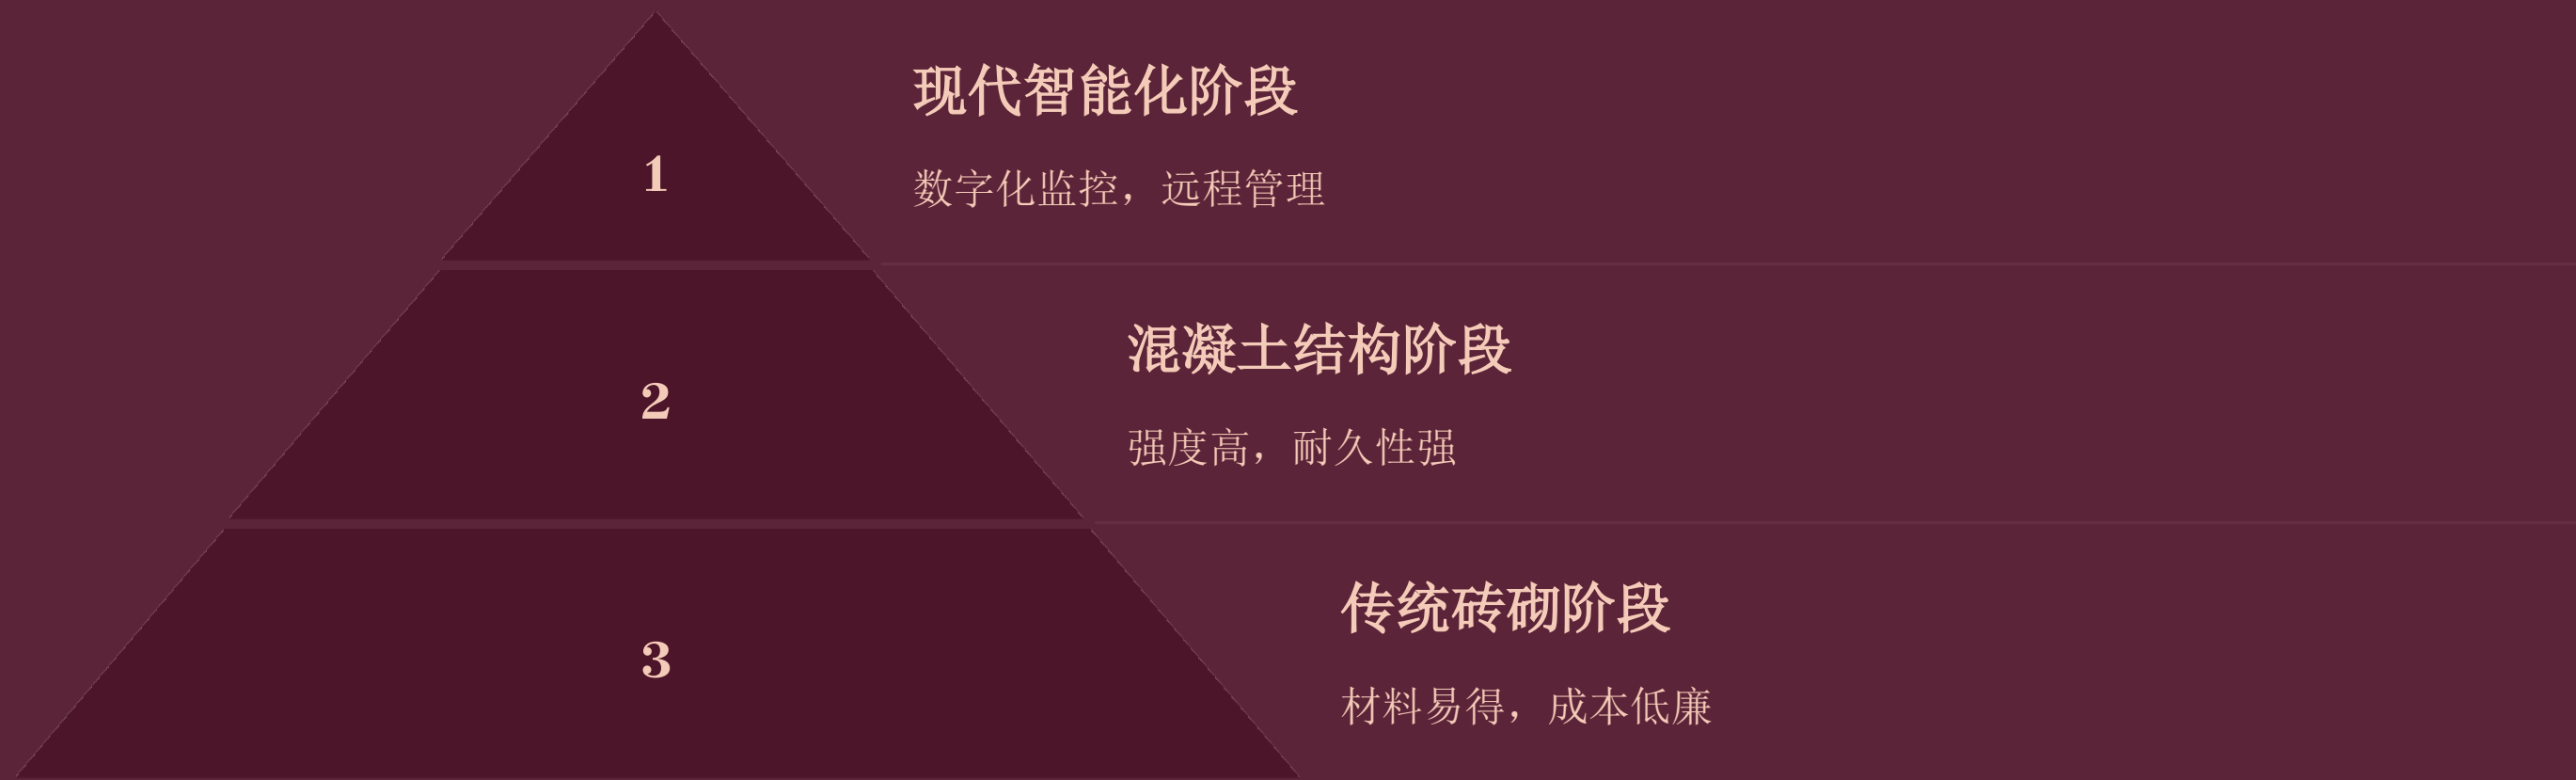 1
现代智能化阶段
数字化监控，远程管理
2
混凝土结构阶段
强度高，耐久性强
3
传统砖砌阶段
材料易得，成本低廉